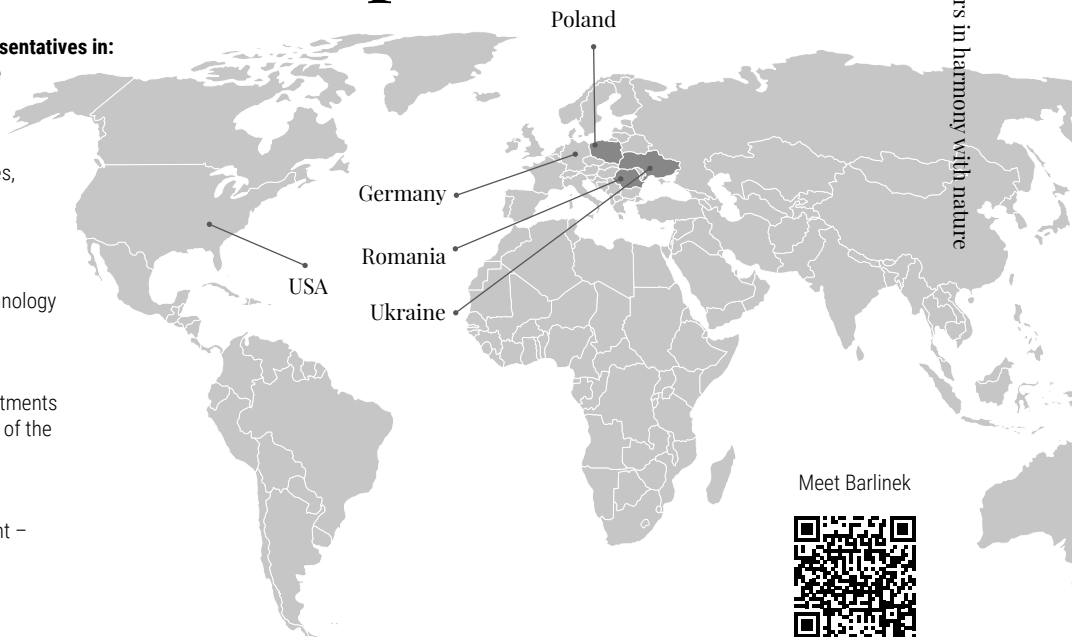 Poland
sentatives in:
Germany
Romania
USA
Ukraine
es,
nology
tments
of the
nt –
rs in harmony with nature
Meet Barlinek